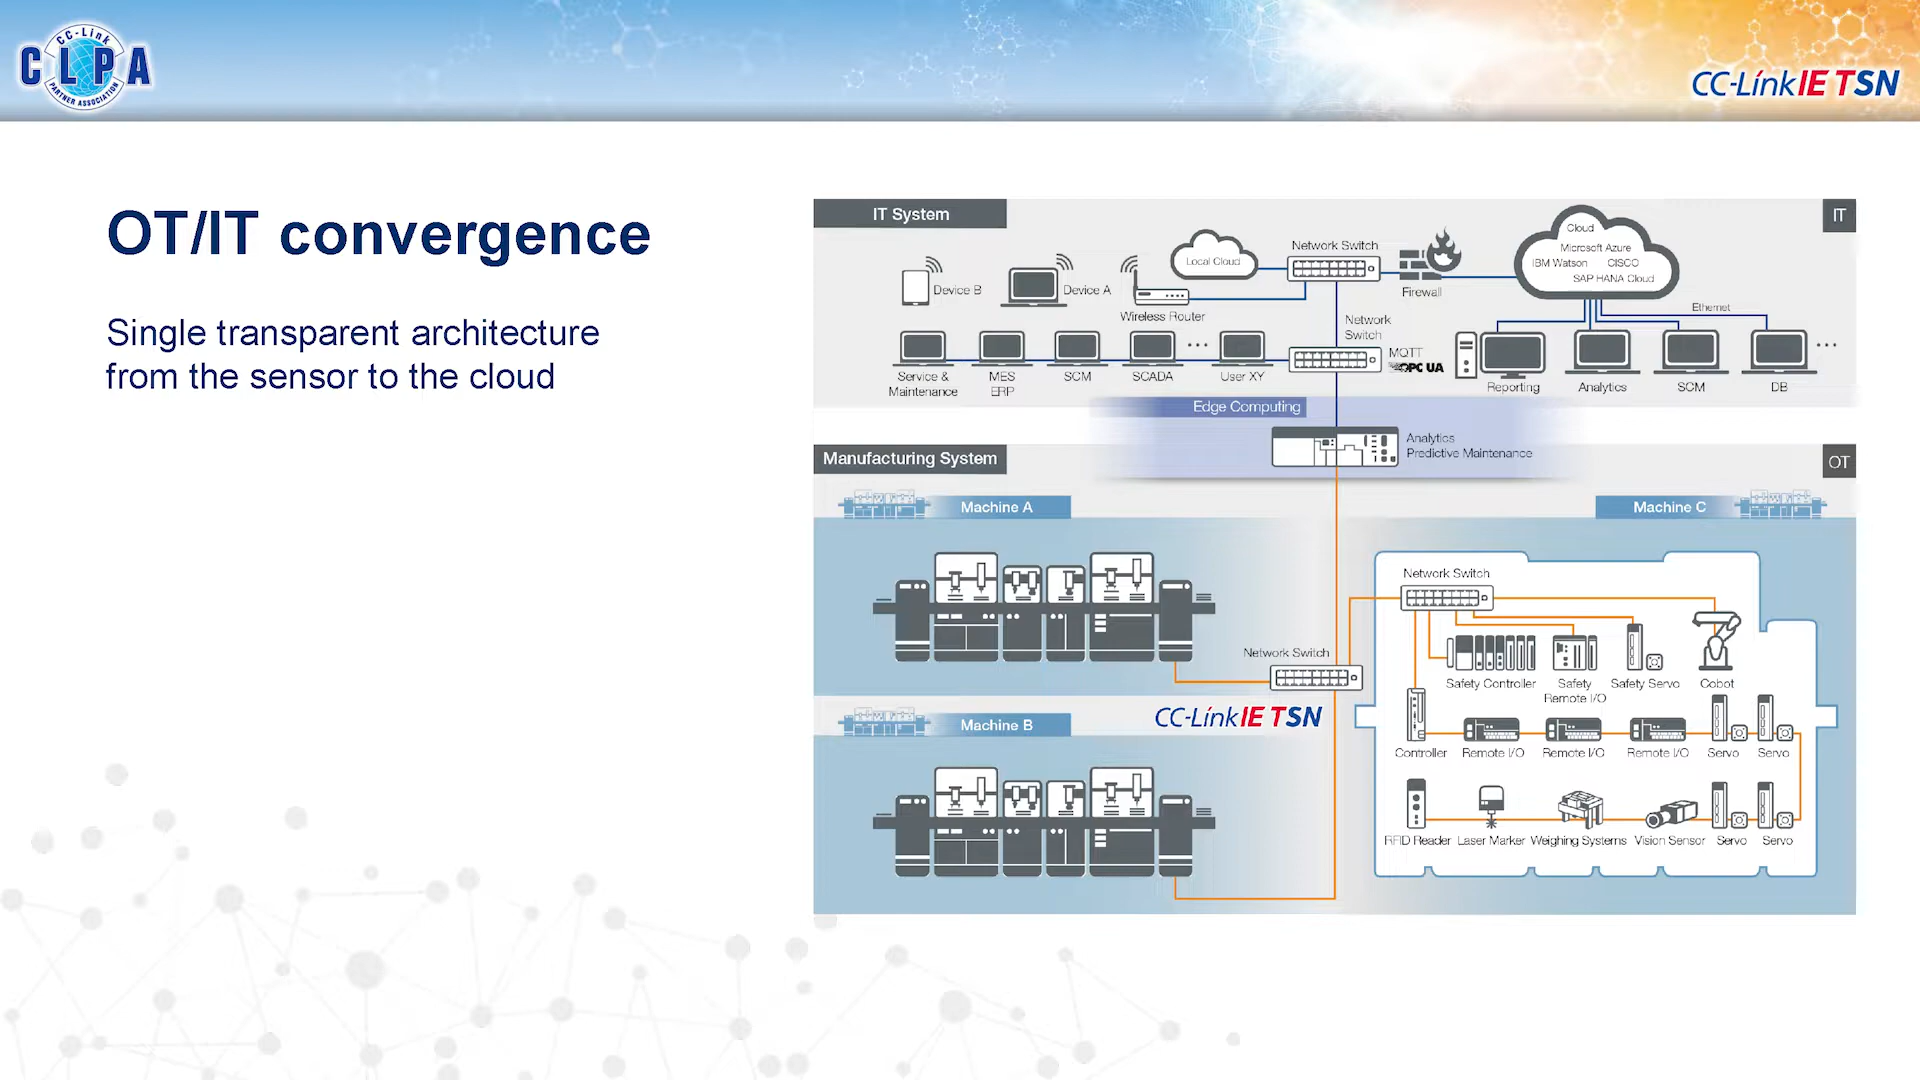 CC-Link
CLPA
PARTNER ASSOCIATION
CC-Link IE TSN
OT/IT convergence
Single transparent architecture
from the sensor to the cloud
IT System
IT
Cloud
Microsoft Azure
IBM Watson CISCO
SAP HANA Cloud
Local Cloud
Network Switch
Firewall
Device B
Device A
Wireless Router
Ethernet
Network
Switch
MQTT
OPC UA
Service &
Maintenance
MES
ERP
SCM
SCADA
User XY
Reporting
Analytics
SCM
DB
Edge Computing
Analytics
Predictive Maintenance
Manufacturing System
OT
Machine A
Machine C
Network Switch
Network Switch
Safety Controller
Safety
Remote I/O
Safety Servo
Cobot
CC-Link IE TSN
Machine B
Controller
Remote I/O
Remote I/O
Remote I/O
Servo
Servo
RFID Reader
Laser Marker
Weighing Systems
Vision Sensor
Servo
Servo